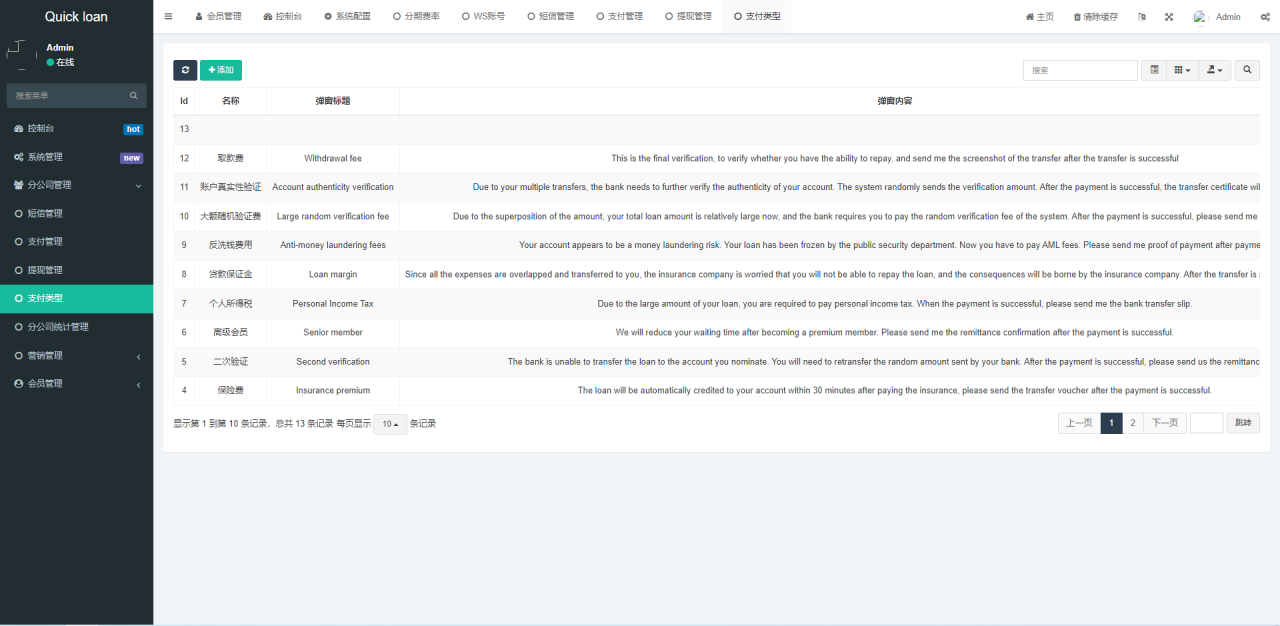 Quick loan
会员管理 控制台 系统配置 分期费率 WS账号 短信管理 支付管理 提现管理 支付类型
主页 清除缓存 Admin
Admin
在线
搜索菜单
控制台 hot
系统管理 new
分公司管理
短信管理
支付管理
提现管理
支付类型
分公司统计管理
营销管理
会员管理
添加
搜索
Id 名称 弹窗标题 弹窗内容
13
12 取款费 Withdrawal fee This is the final verification, to verify whether you have the ability to repay, and send me the screenshot of the transfer after the transfer is successful
11 账户真实性验证 Account authenticity verification Due to your multiple transfers, the bank needs to further verify the authenticity of your account. The system randomly sends the verification amount. After the payment is successful, the transfer certificate wil
10 大额随机验证费 Large random verification fee Due to the superposition of the amount, your total loan amount is relatively large now, and the bank requires you to pay the random verification fee of the system. After the payment is successful, please send me
9 反洗钱费用 Anti-money laundering fees Your account appears to be a money laundering risk. Your loan has been frozen by the public security department. Now you have to pay AML fees. Please send me proof of payment after payme
8 贷款保证金 Loan margin Since all the expenses are overlapped and transferred to you, the insurance company is worried that you will not be able to repay the loan, and the consequences will be borne by the insurance company. After the transfer is
7 个人所得税 Personal Income Tax Due to the large amount of your loan, you are required to pay personal income tax. When the payment is successful, please send me the bank transfer slip.
6 高级会员 Senior member We will reduce your waiting time after becoming a premium member. Please send me the remittance confirmation after the payment is successful.
5 二次验证 Second verification The bank is unable to transfer the loan to the account you nominate. You will need to retransfer the random amount sent by your bank. After the payment is successful, please send us the remittanc
4 保险费 Insurance premium The loan will be automatically credited to your account within 30 minutes after paying the insurance, please send the transfer voucher after the payment is successful.
显示第 1 到第 10 条记录，总共 13 条记录 每页显示 10 条记录
上一页 1 2 下一页 跳转